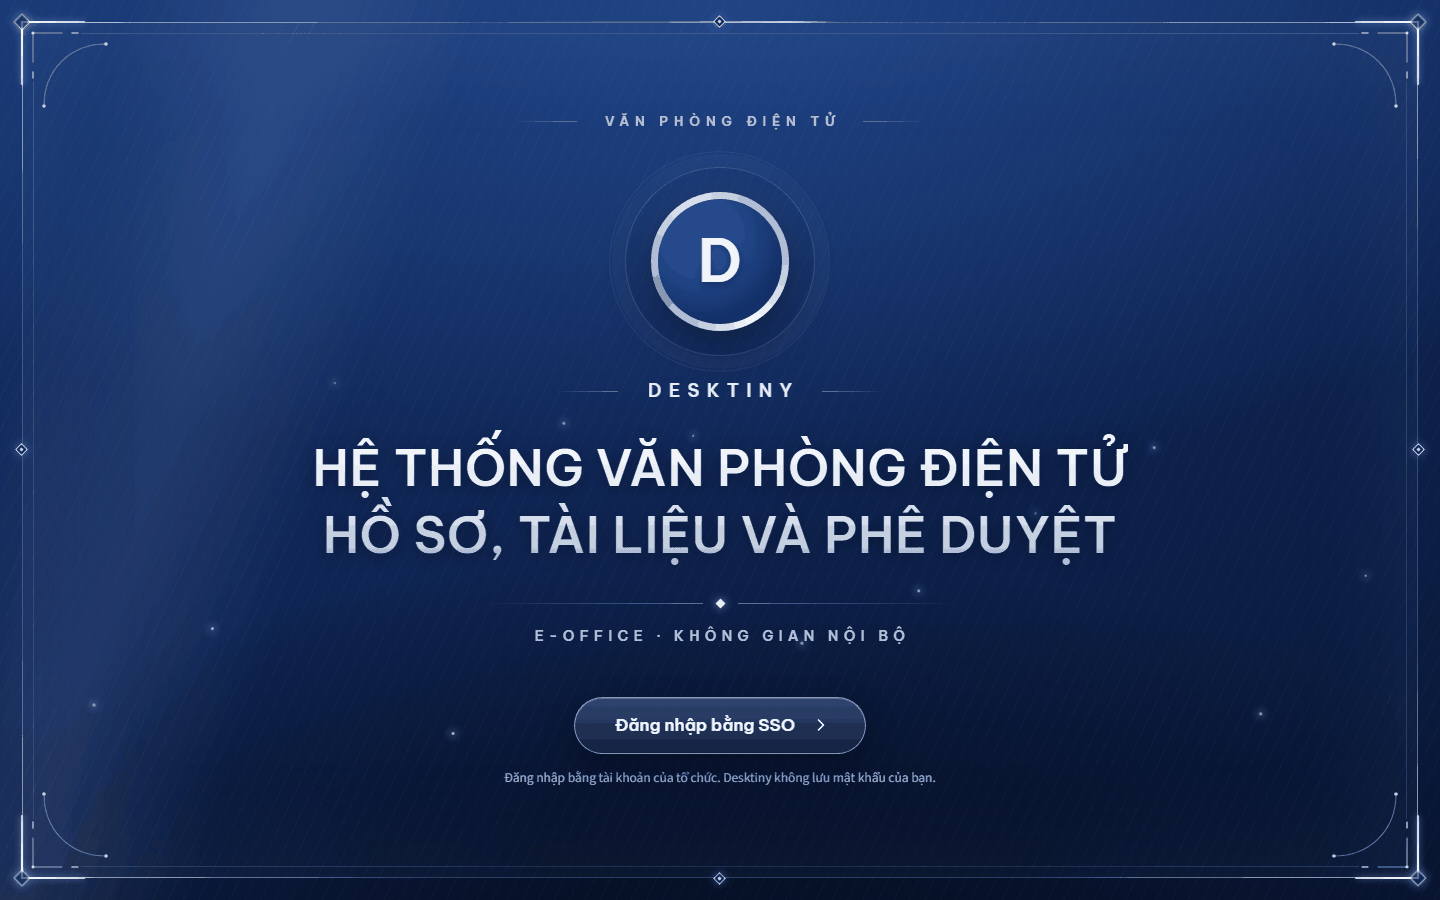 VĂN PHÒNG ĐIỆN TỬ
D
DESKTINY
HỆ THỐNG VĂN PHÒNG ĐIỆN TỬ
HỒ SƠ, TÀI LIỆU VÀ PHÊ DUYỆT
E-OFFICE · KHÔNG GIAN NỘI BỘ
Đăng nhập bằng SSO
Đăng nhập bằng tài khoản của tổ chức. Desktiny không lưu mật khẩu của bạn.